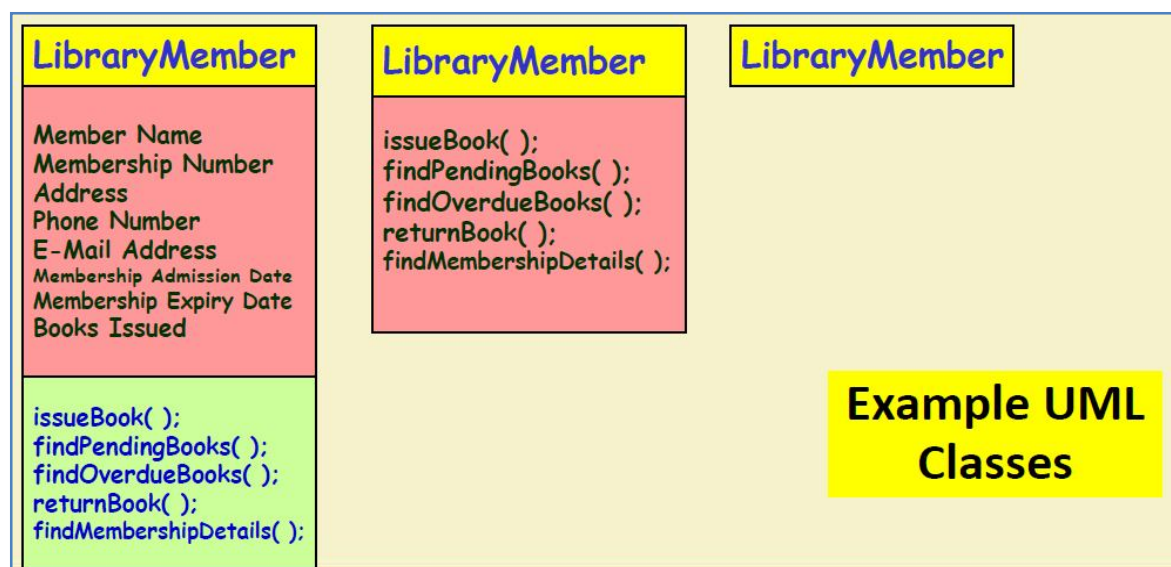 LibraryMember
Member Name
Membership Number
Address
Phone Number
E-Mail Address
Membership Admission Date
Membership Expiry Date
Books Issued
issueBook( );
findPendingBooks( );
findOverdueBooks( );
returnBook( );
findMembershipDetails( );
LibraryMember
issueBook( );
findPendingBooks( );
findOverdueBooks( );
returnBook( );
findMembershipDetails( );
LibraryMember
Example UML
Classes